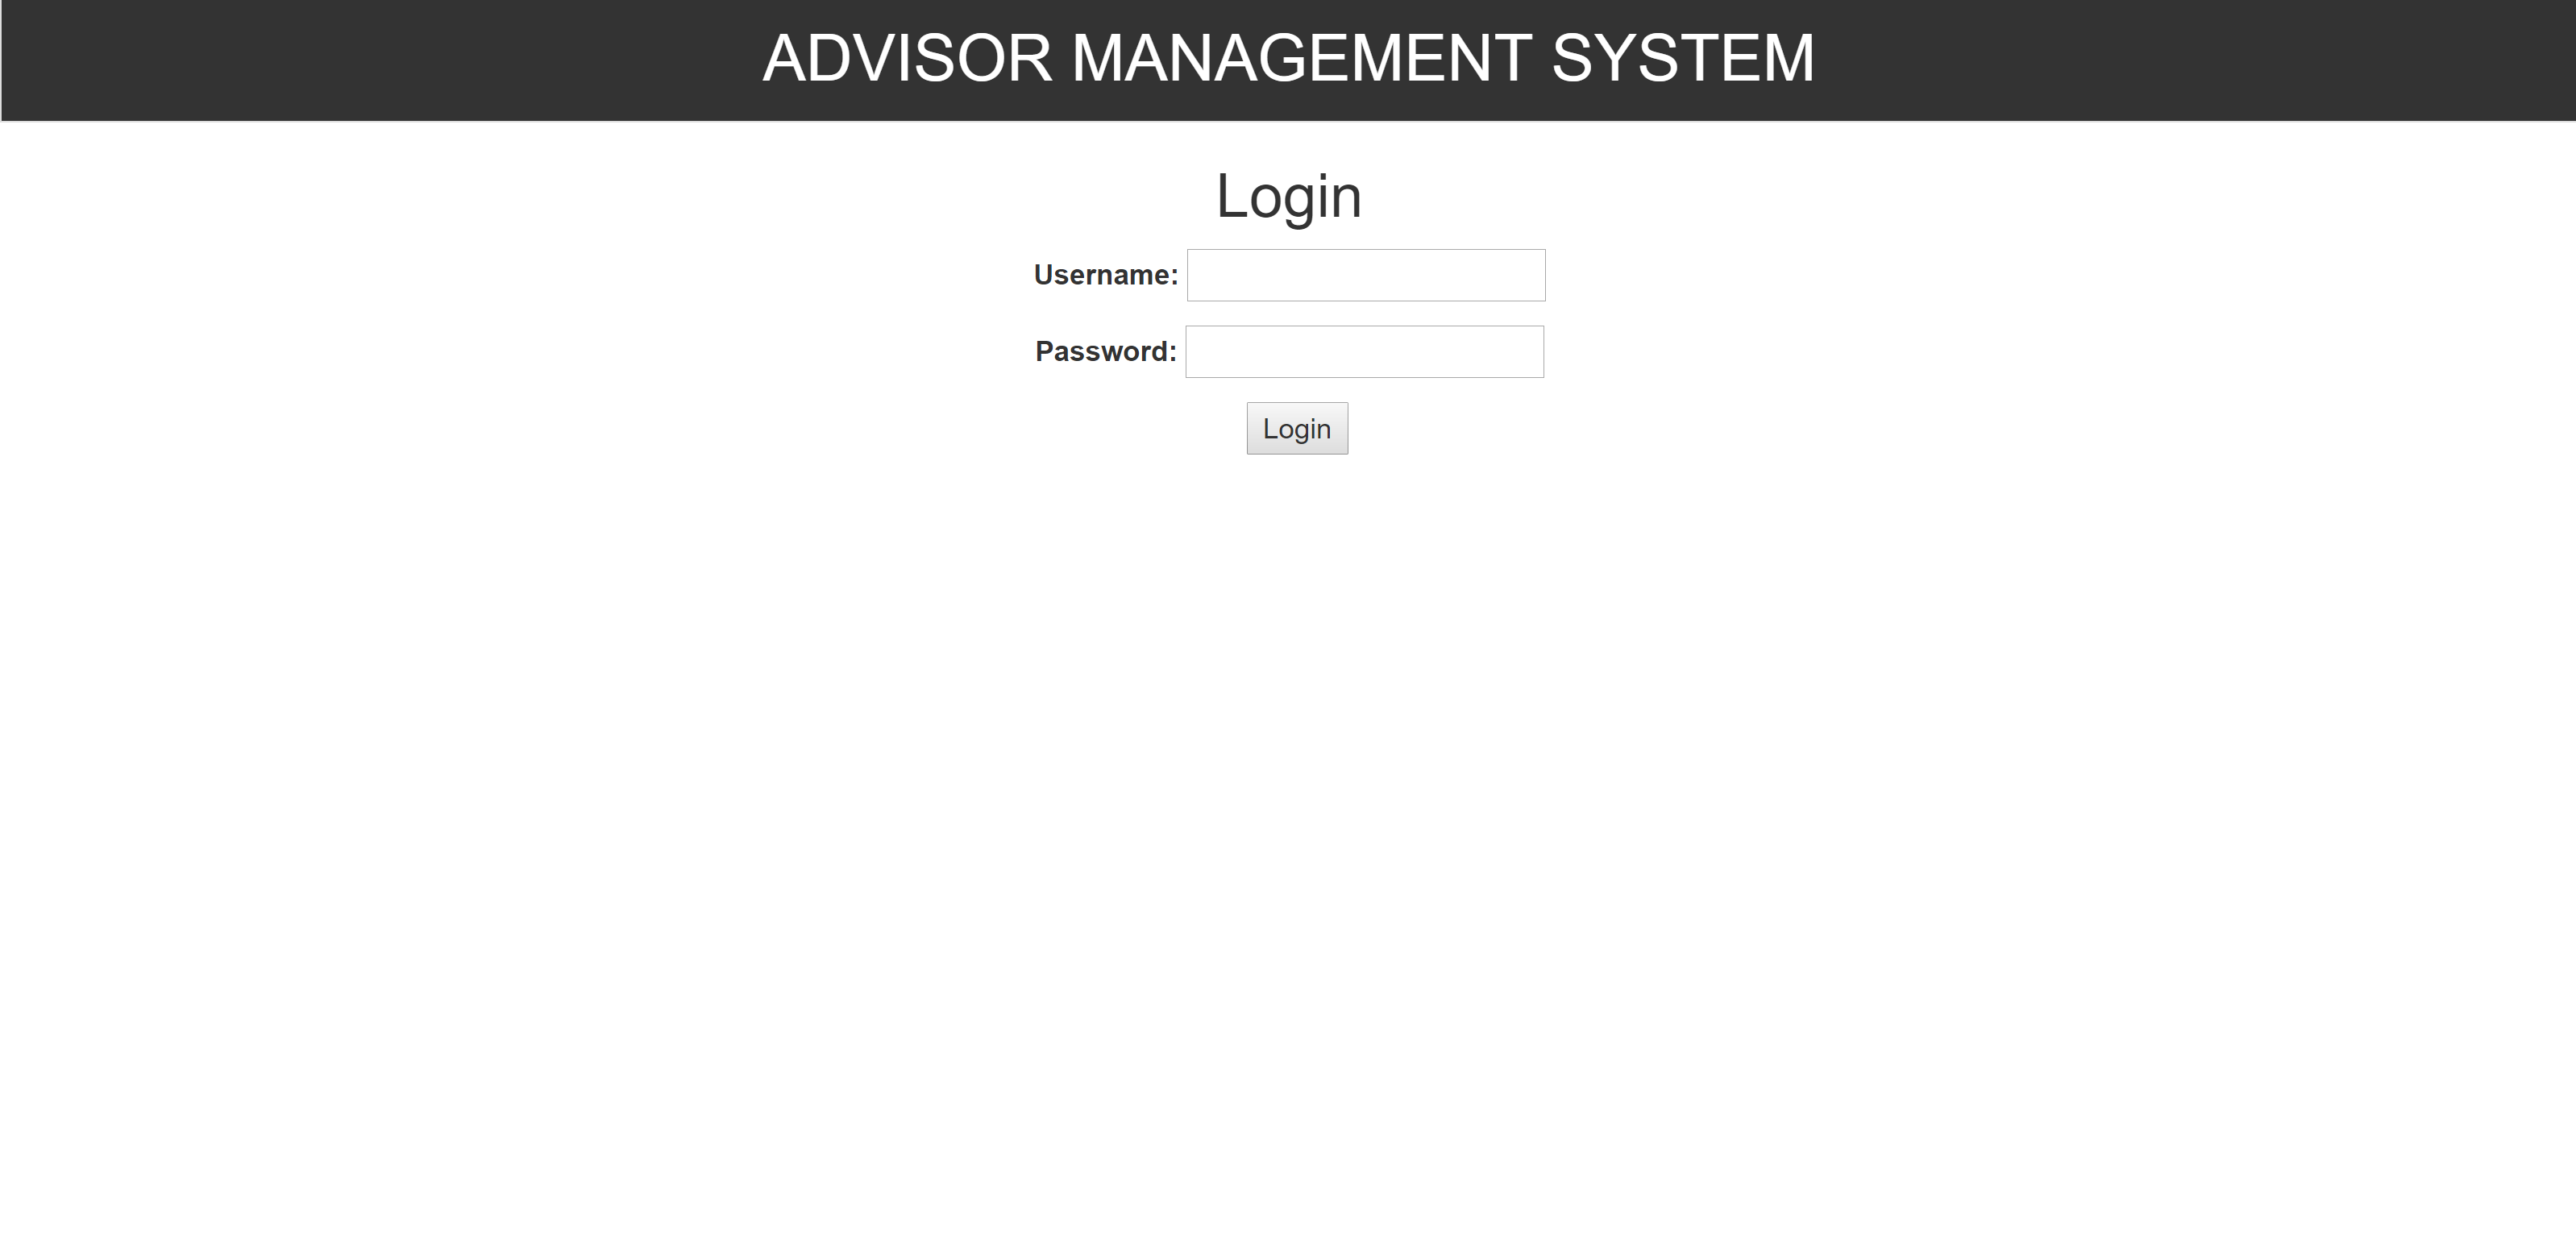 ADVISOR MANAGEMENT SYSTEM
Login
Username:
Password:
Login